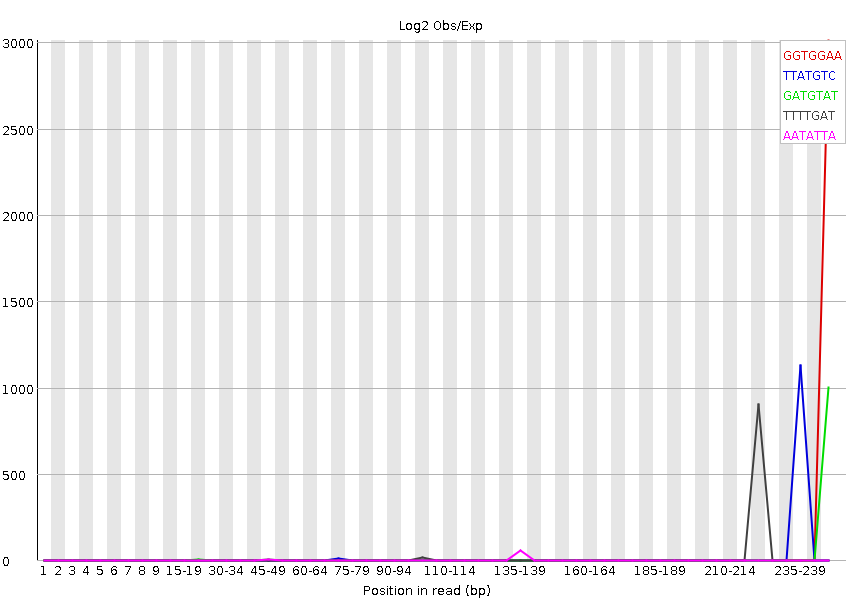 Log2 Obs/Exp
3000
2500
2000
1500
1000
500
0
GGTGGAA
TTATGTC
GATGTAT
TTTTGAT
AATATTA
1 2 3 4 5 6 7 8 9 15-19 30-34 45-49 60-64 75-79 90-94 110-114 135-139 160-164 185-189 210-214 235-239
Position in read (bp)